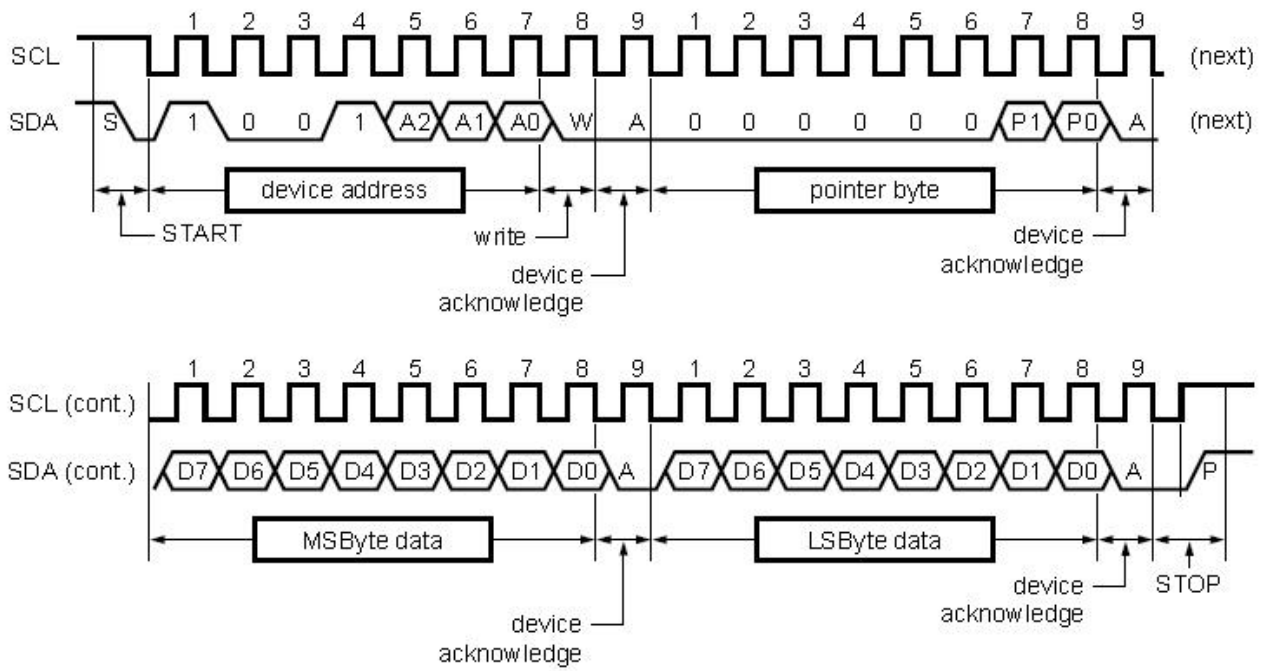 1 2 3 4 5 6 7 8 9 1 2 3 4 5 6 7 8 9
SCL (next)
SDA S 1 0 0 1 A2 A1 A0 W A 0 0 0 0 0 0 P1 P0 A (next)
device address pointer byte
START write device
device acknowledge
acknowledge
1 2 3 4 5 6 7 8 9 1 2 3 4 5 6 7 8 9
SCL (cont.)
SDA (cont.) D7 D6 D5 D4 D3 D2 D1 D0 A D7 D6 D5 D4 D3 D2 D1 D0 A P
MSByte data LSByte data
device STOP
acknowledge
device
acknowledge